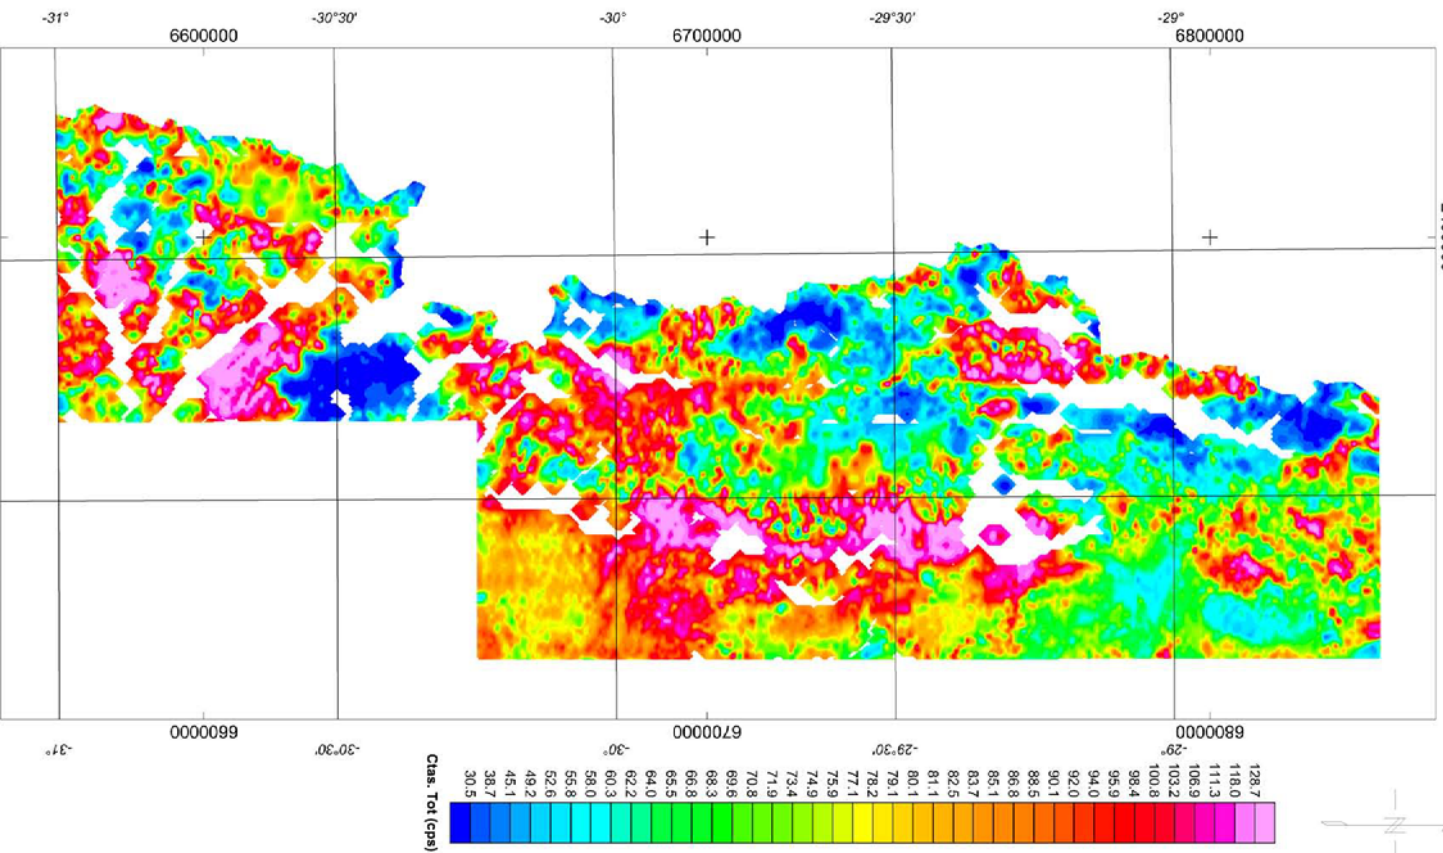 -31° -30°30' -30° -29°30' -29°
6600000 6700000 6800000
6600000 6700000 6800000
-31° -30°30' -30° -29°30' -29°
Ctas. Tot (cps)
30.5 38.7 45.1 49.2 52.6 55.8 58.0 60.3 62.2 64.0 65.5 66.8 68.3 69.6 70.8 71.9 73.4 74.9 75.9 77.1 78.2 79.1 80.1 81.1 82.5 83.7 85.1 86.8 88.5 90.1 92.0 94.0 95.9 98.4 100.8 103.2 108.9 111.3 118.0 128.7
N